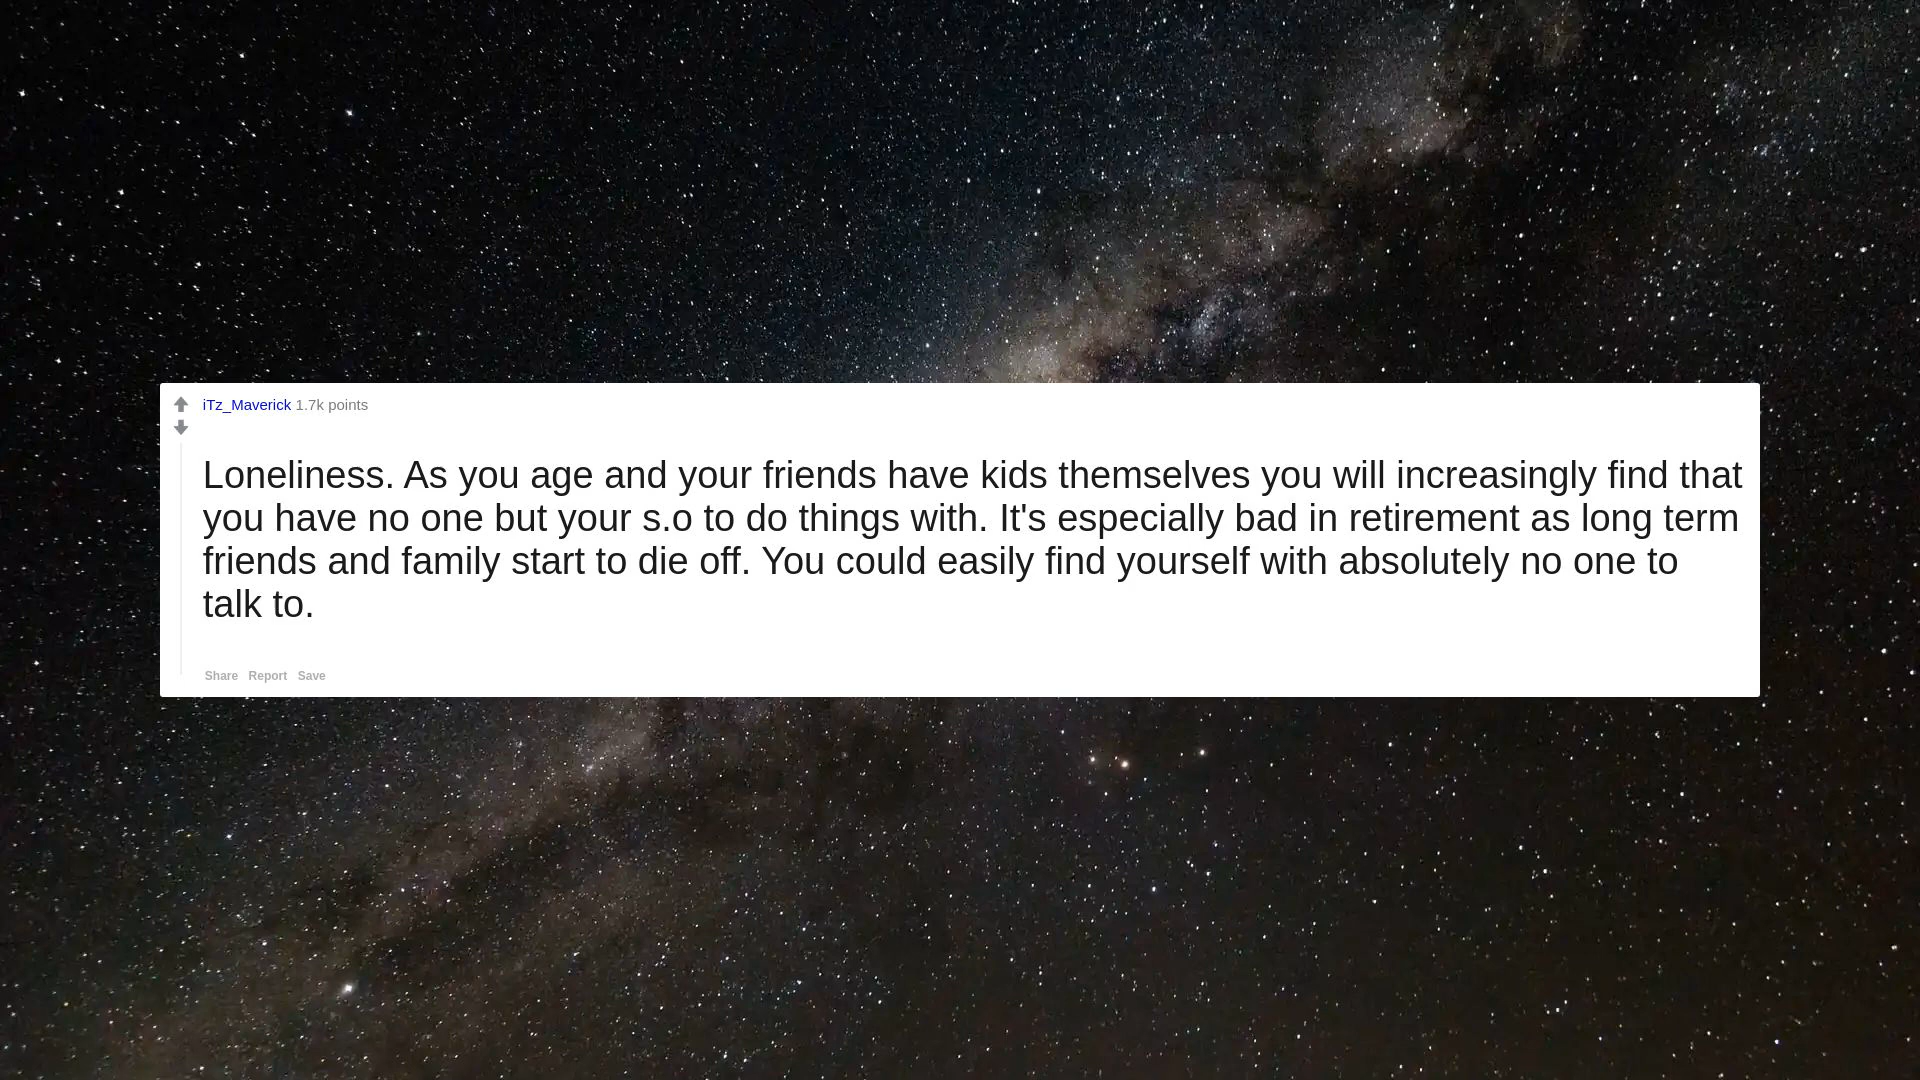 iTz_Maverick 1.7k points
Loneliness. As you age and your friends have kids themselves you will increasingly find that
you have no one but your s.o to do things with. It's especially bad in retirement as long term
friends and family start to die off. You could easily find yourself with absolutely no one to
talk to.
Share Report Save